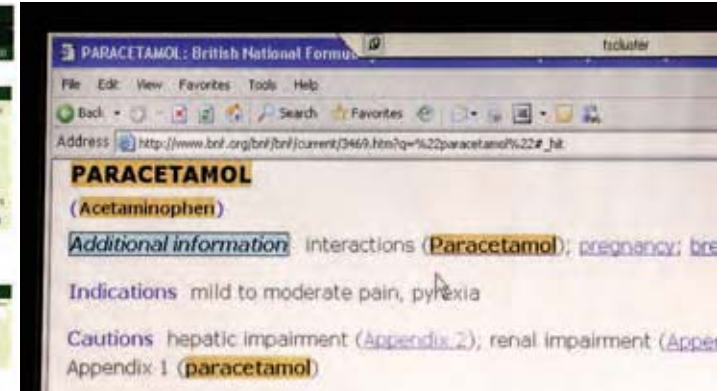 PARACETAMOL: British National Formu
tscluster
File Edit View Favorites Tools Help
Back Search Favorites
Address http://www.bnf.org/bnf/bnf/current/3469.htm?q=%22paracetamol%22#_hit
PARACETAMOL
(Acetaminophen)
Additional information interactions (Paracetamol); pregnancy; bre
Indications mild to moderate pain, pyrexia
Cautions hepatic impairment (Appendix 2); renal impairment (Appe
Appendix 1 (paracetamol)